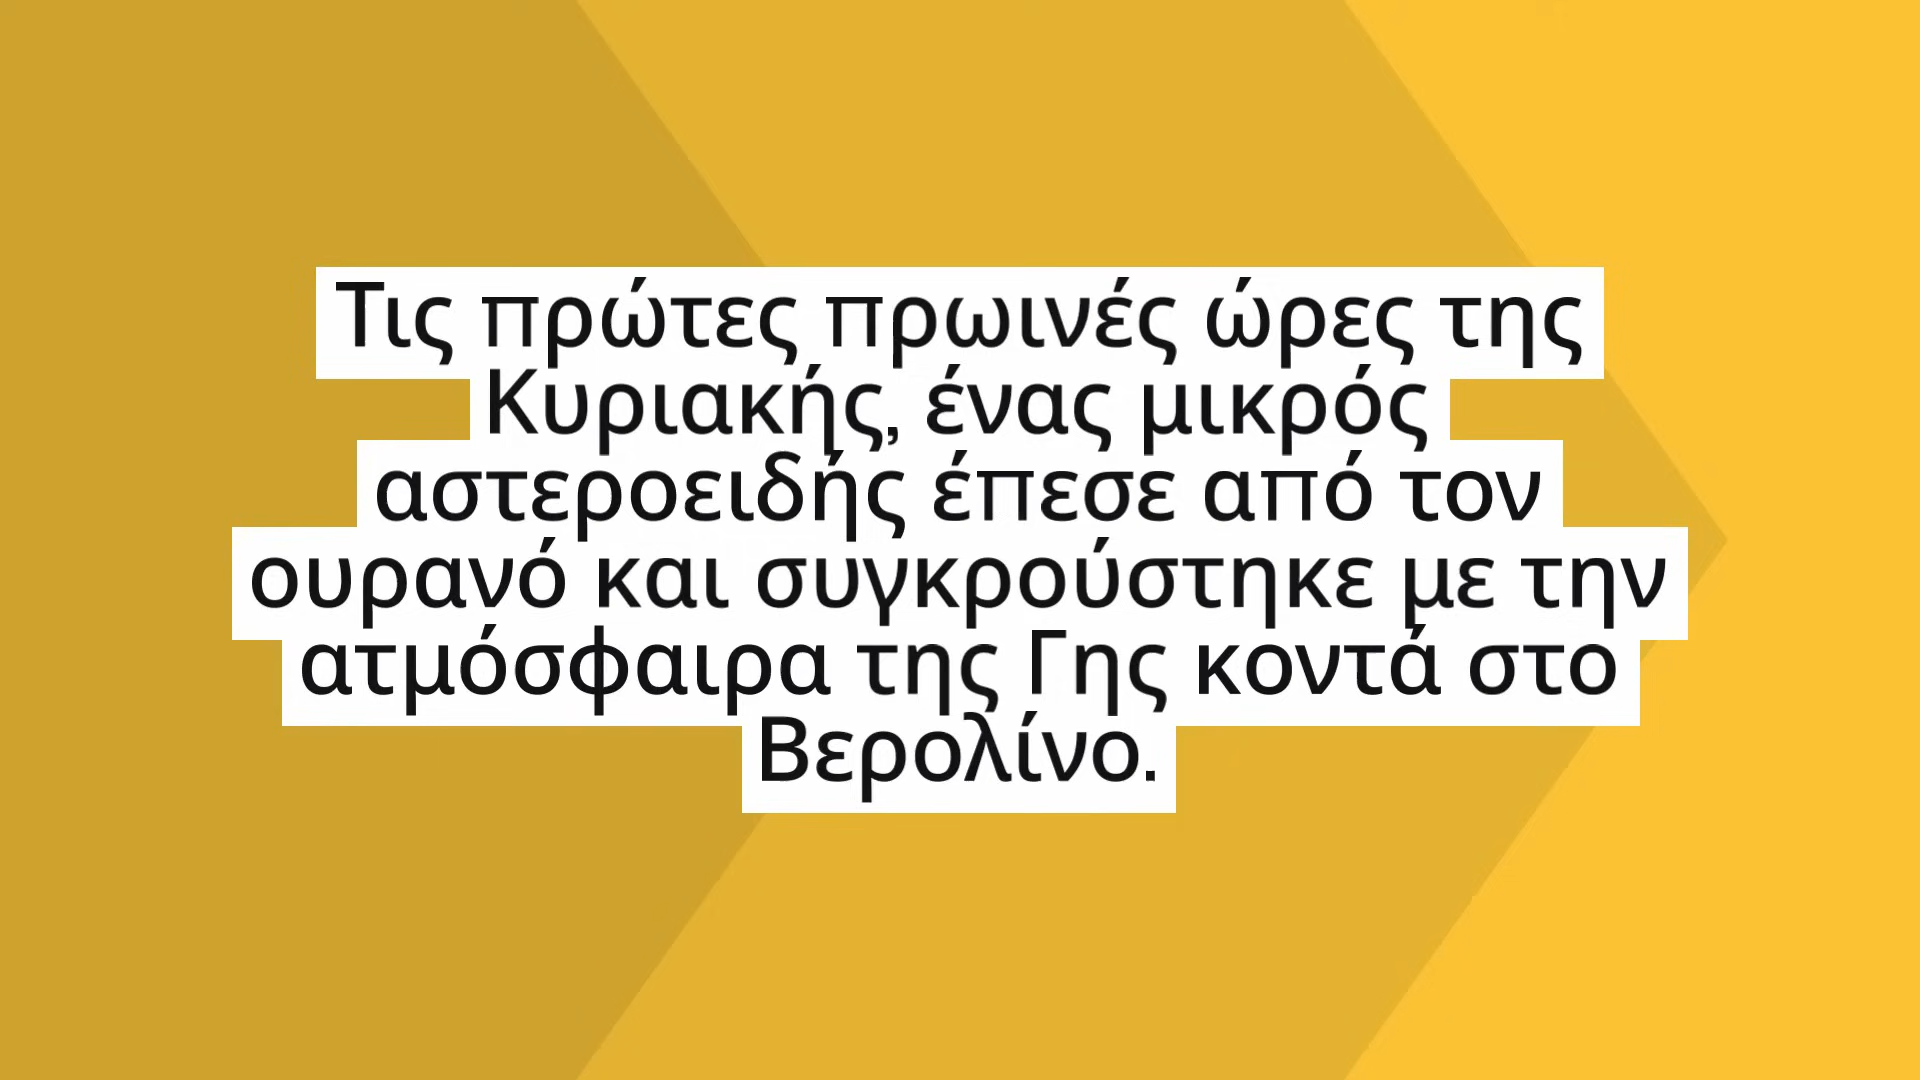 Τις πρώτες πρωινές ώρες της
Κυριακής, ένας μικρός
αστεροειδής έπεσε από τον
ουρανό και συγκρούστηκε με την
ατμόσφαιρα της Γης κοντά στο
Βερολίνο.